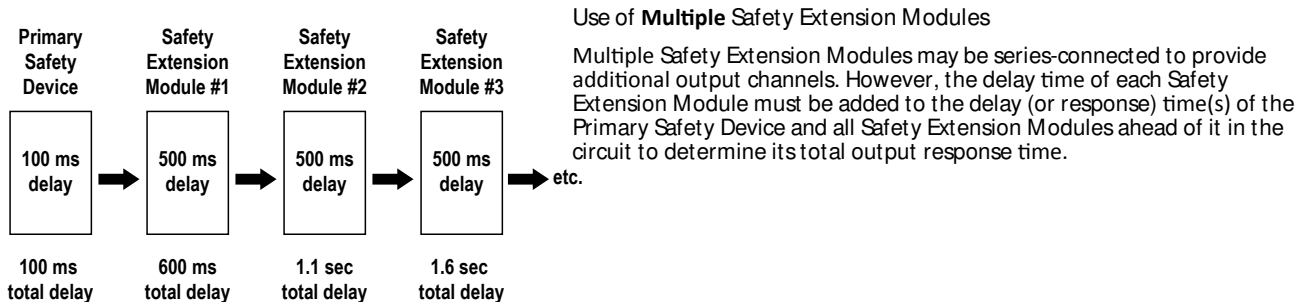 Primary
Safety
Device
Safety
Extension
Module #1
Safety
Extension
Module #2
Safety
Extension
Module #3
100 ms
delay
500 ms
delay
500 ms
delay
500 ms
delay
etc.
100 ms
total delay
600 ms
total delay
1.1 sec
total delay
1.6 sec
total delay
Use of Multiple Safety Extension Modules
Multiple Safety Extension Modules may be series-connected to provide
additional output channels. However, the delay time of each Safety
Extension Module must be added to the delay (or response) time(s) of the
Primary Safety Device and all Safety Extension Modules ahead of it in the
circuit to determine its total output response time.